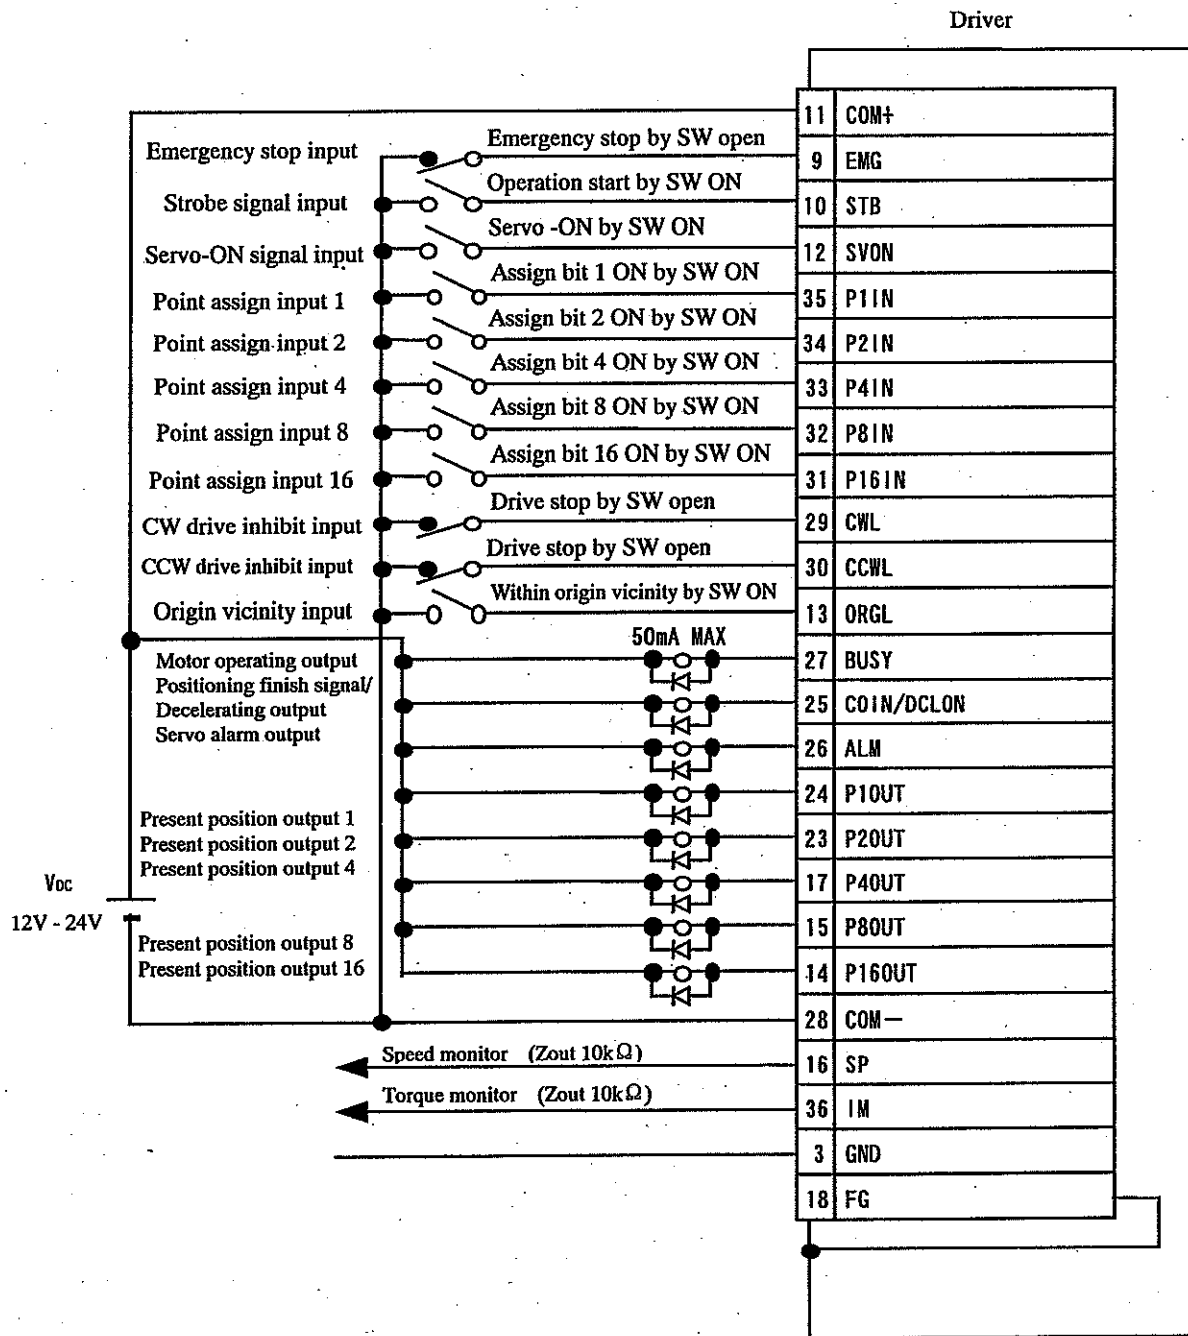 Driver
11 COM+
Emergency stop input Emergency stop by SW open 9 EMG
Strobe signal input Operation start by SW ON 10 STB
Servo-ON signal input Servo -ON by SW ON 12 SVON
Point assign input 1 Assign bit 1 ON by SW ON 35 P1IN
Point assign input 2 Assign bit 2 ON by SW ON 34 P2IN
Point assign input 4 Assign bit 4 ON by SW ON 33 P4IN
Point assign input 8 Assign bit 8 ON by SW ON 32 P8IN
Point assign input 16 Assign bit 16 ON by SW ON 31 P16IN
CW drive inhibit input Drive stop by SW open 29 CWL
CCW drive inhibit input Drive stop by SW open 30 CCWL
Origin vicinity input Within origin vicinity by SW ON 13 ORGL
50mA MAX
Motor operating output 27 BUSY
Positioning finish signal/
Decelerating output 25 COIN/DCLON
Servo alarm output 26 ALM
24 P1OUT
Present position output 1
Present position output 2 23 P2OUT
Present position output 4
17 P4OUT
VDC
12V - 24V
15 P8OUT
Present position output 8
Present position output 16 14 P16OUT
28 COM−
Speed monitor (Zout 10kΩ) 16 SP
Torque monitor (Zout 10kΩ) 36 IM
3 GND
18 FG